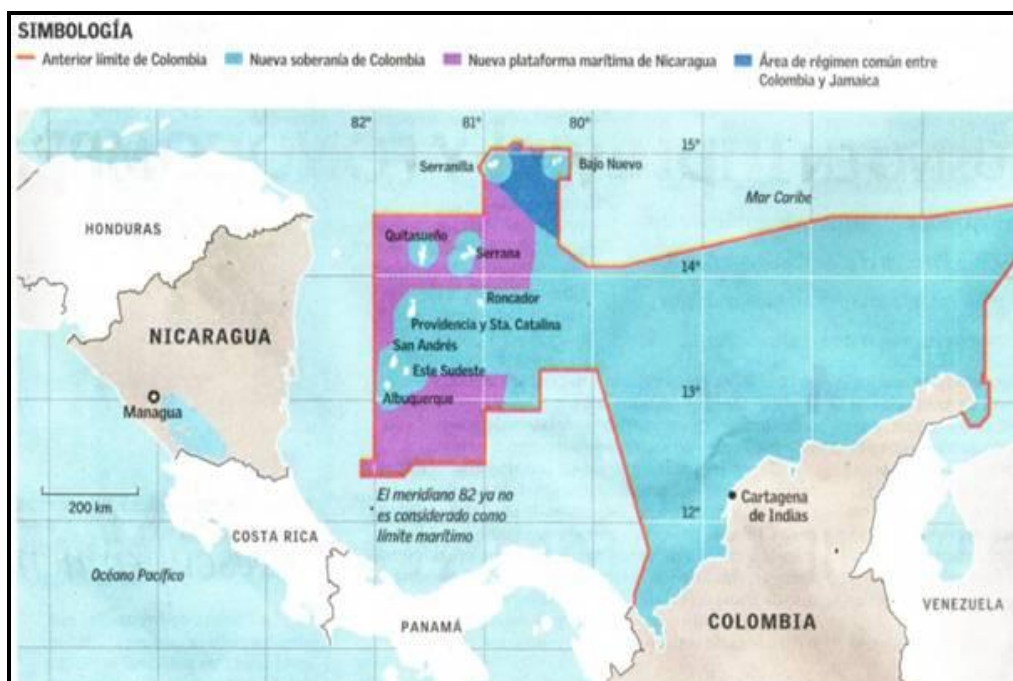 SIMBOLOGÍA
Anterior límite de Colombia
Nueva soberanía de Colombia
Nueva plataforma marítima de Nicaragua
Área de régimen común entre
Colombia y Jamaica
82°
81°
80°
15°
Serranilla
Bajo Nuevo
Mar Caribe
HONDURAS
Quitasueño
Serrana
14°
Roncador
NICARAGUA
Providencia y Sta. Catalina
San Andrés
Este Sudeste
13°
Albuquerque
Managua
200 km
El meridiano 82 ya no
es considerado como
límite marítimo
Cartagena
de Indias
12°
COSTA RICA
Océano Pacífico
PANAMÁ
COLOMBIA
VENEZUELA